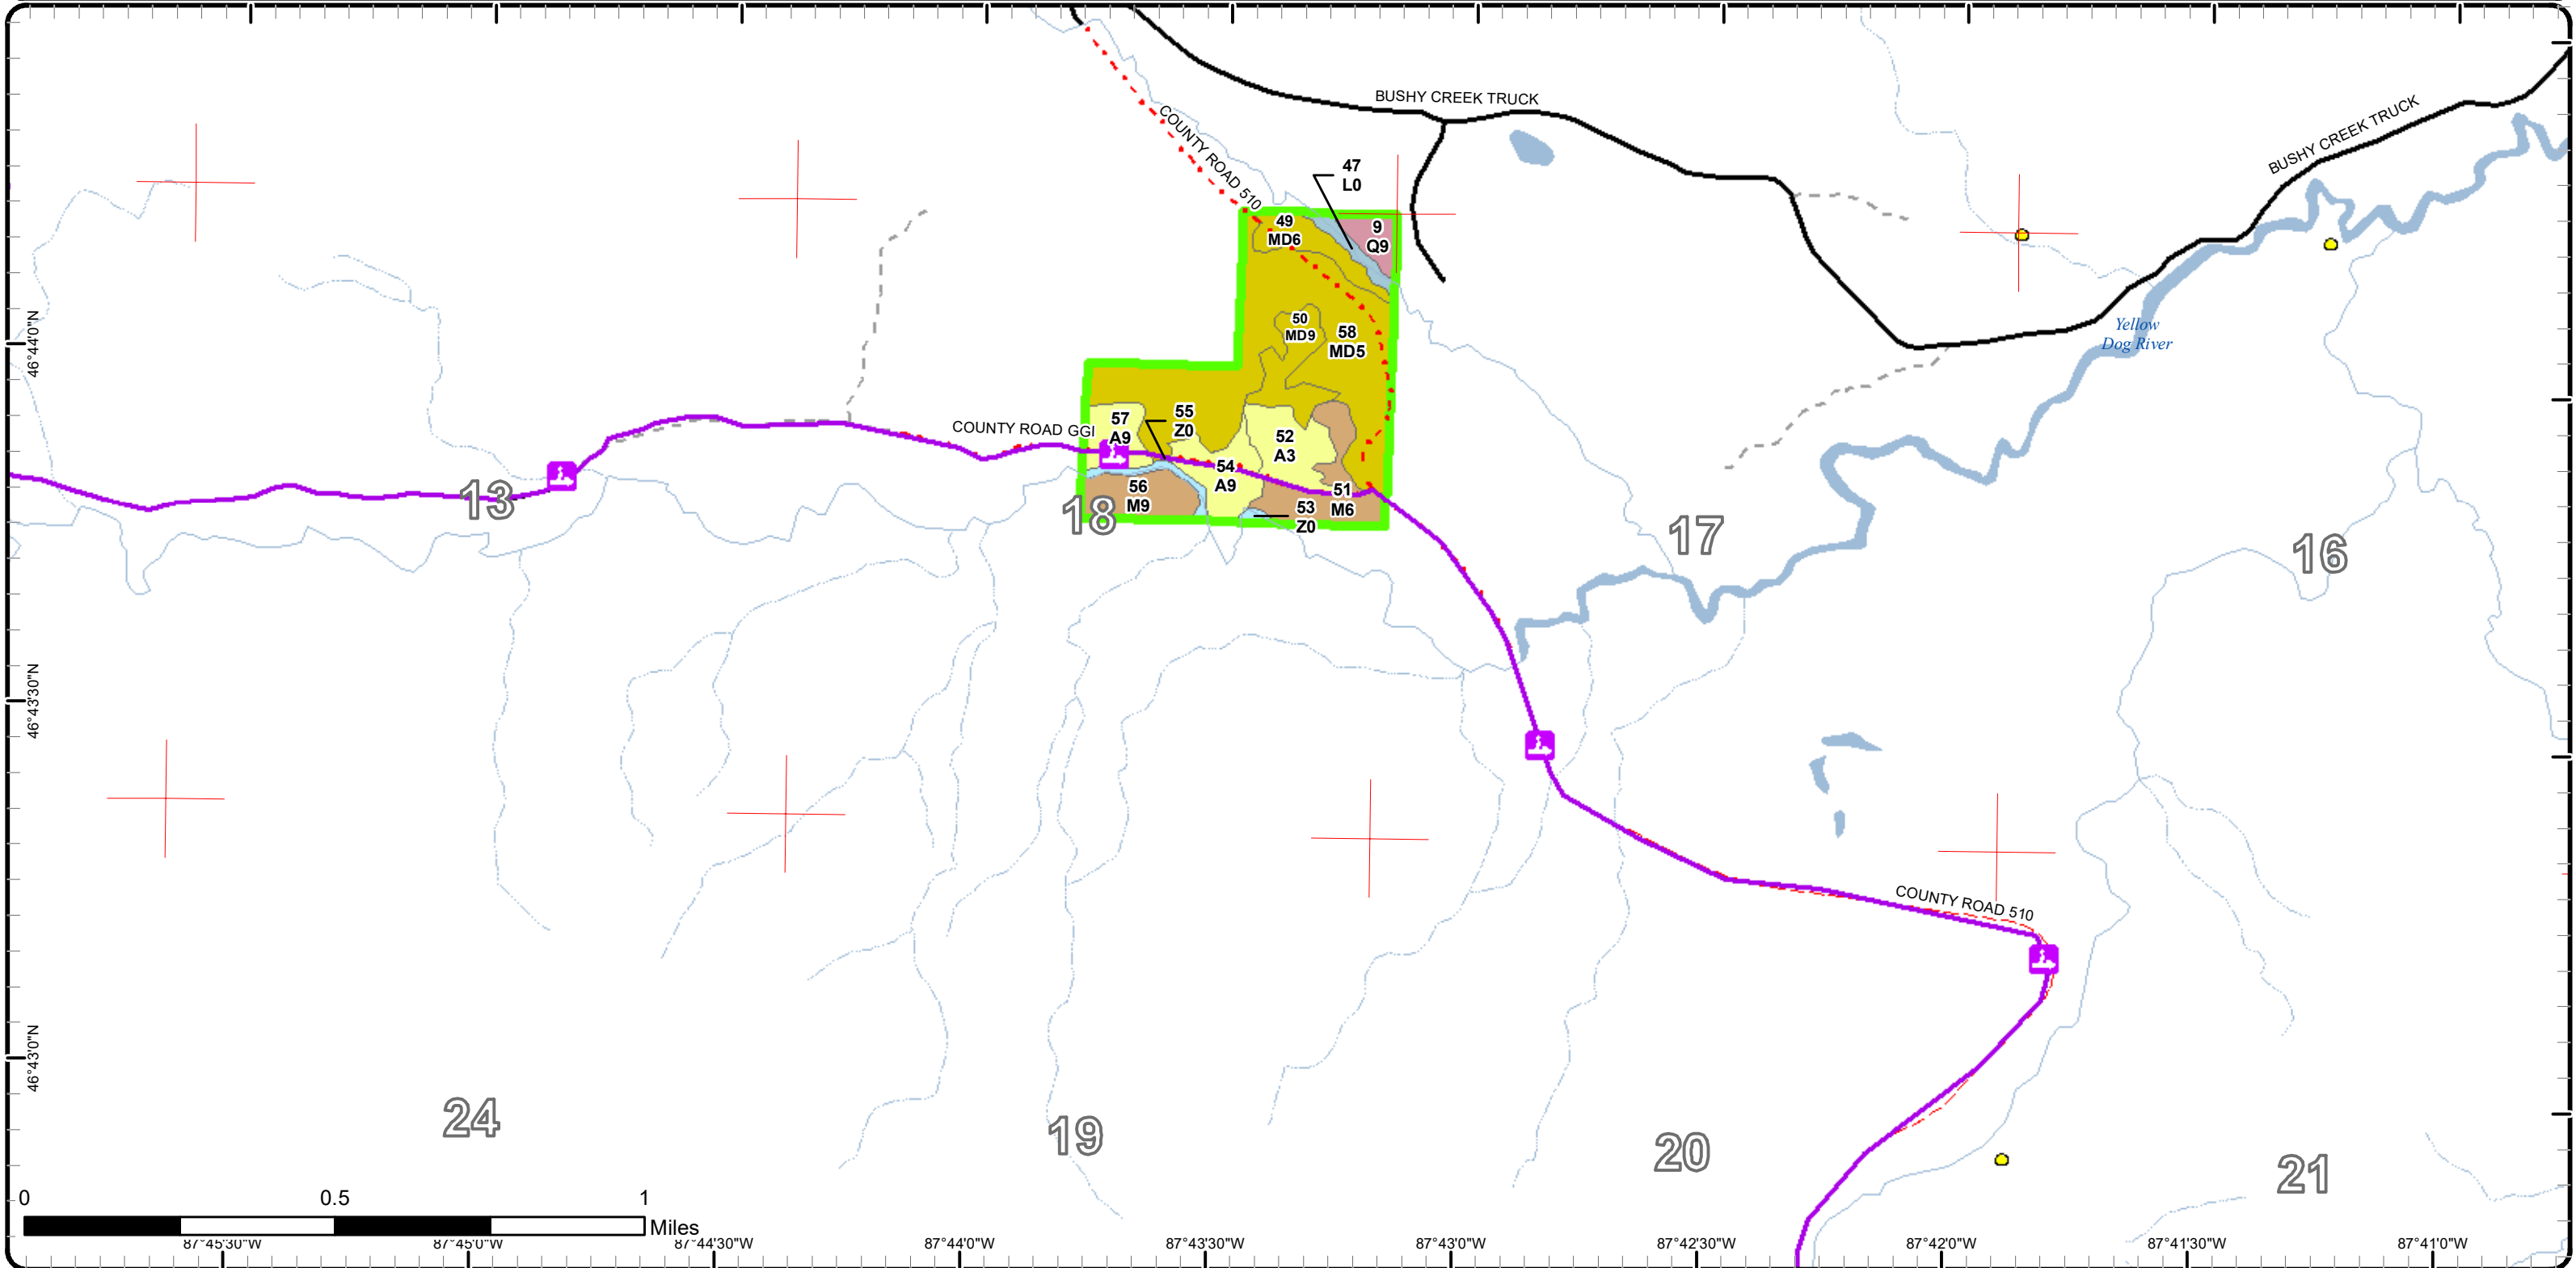 BUSHY CREEK TRUCK
BUSHY CREEK TRUCK
COUNTY ROAD 510
47
L0
49
MD6
9
Q9
46°44'0"N
50
MD9
58
MD5
Yellow
Dog River
COUNTY ROAD GGI
57
A9
55
Z0
52
A3
54
A9
56
M9
51
M6
53
Z0
13
18
17
16
46°43'30"N
COUNTY ROAD 510
46°43'0"N
24
19
20
21
0 0.5 1
Miles
87°45'30"W 87°45'0"W 87°44'30"W 87°44'0"W 87°43'30"W 87°43'0"W 87°42'30"W 87°42'0"W 87°41'30"W 87°41'0"W